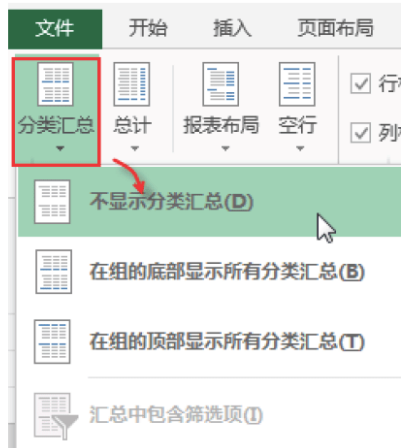 文件 开始 插入 页面布局
分类汇总 总计 报表布局 空行
行
列
不显示分类汇总(D)
在组的底部显示所有分类汇总(B)
在组的顶部显示所有分类汇总(T)
汇总中包含筛选项(I)